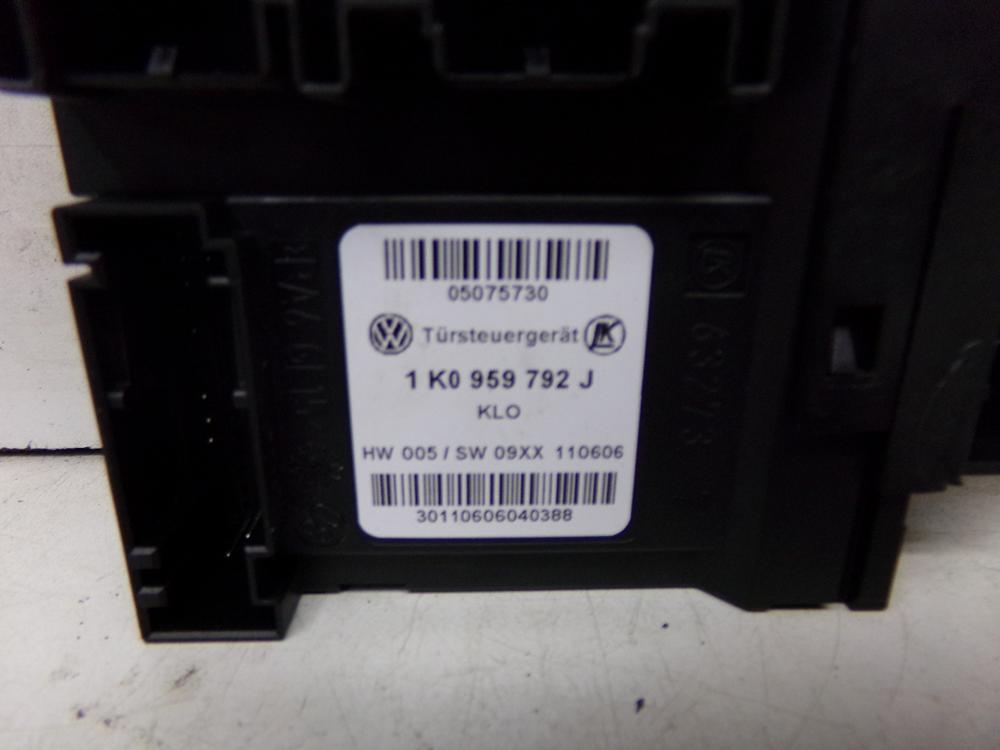 05075730
Türsteuergerät
1 K0 959 792 J
KLO
HW 005 / SW 09XX 110606
30110606040388